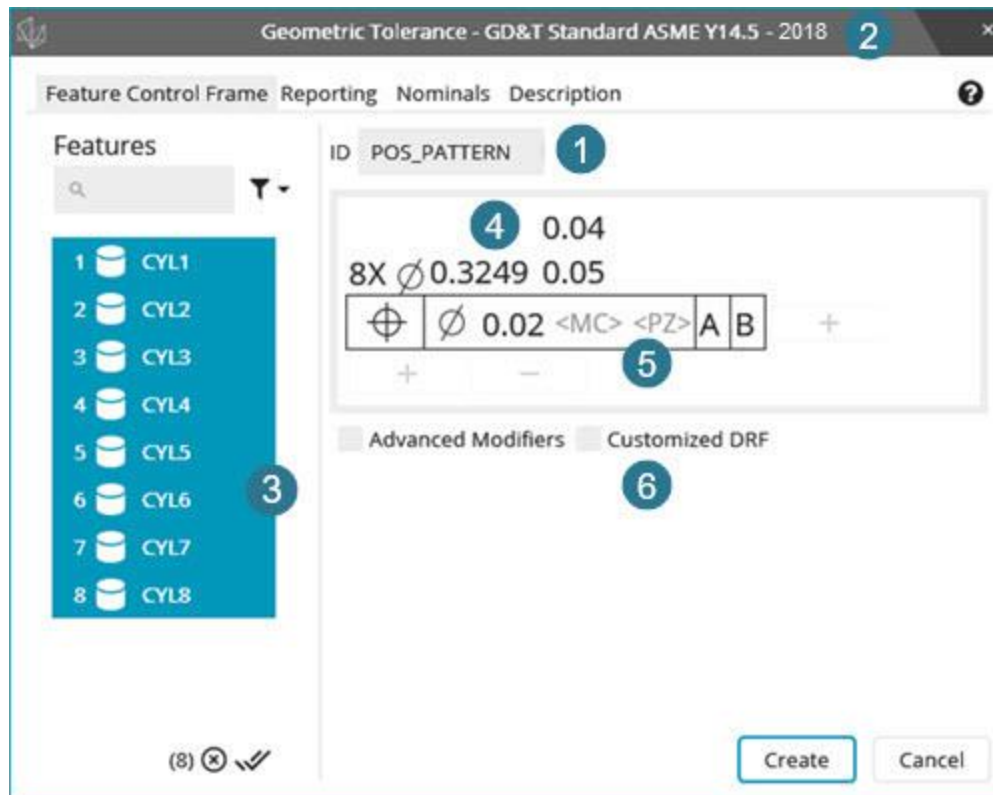 Geometric Tolerance - GD&T Standard ASME Y14.5 - 2018 2 ×
Feature Control Frame Reporting Nominals Description ?
Features
ID POS_PATTERN 1
4 0.04
8X ∅ 0.3249 0.05
⌖ ∅ 0.02 <MC> <PZ> A B +
5
+ −
Advanced Modifiers Customized DRF
6
1 CYL1
2 CYL2
3 CYL3
4 CYL4
5 CYL5
6 CYL6
7 CYL7
8 CYL8
3
(8)
Create Cancel